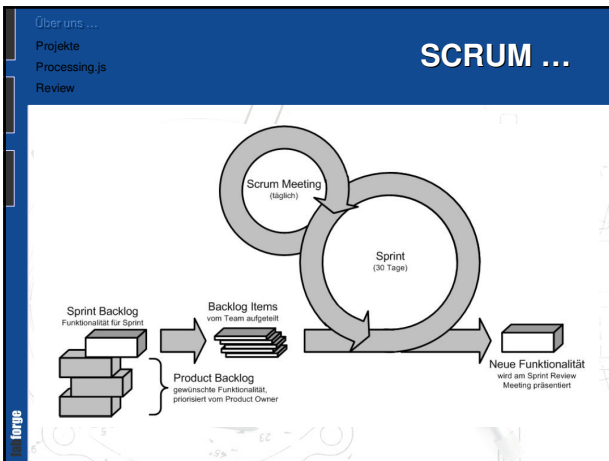 Über uns ...
Projekte
Processing.js
Review
SCRUM ...
Scrum Meeting
(täglich)
Sprint
(30 Tage)
Sprint Backlog
Funktionalität für Sprint
Backlog Items
vom Team aufgeteilt
Neue Funktionalität
wird am Sprint Review
Meeting präsentiert
Product Backlog
gewünschte Funktionalität,
priorisiert vom Product Owner